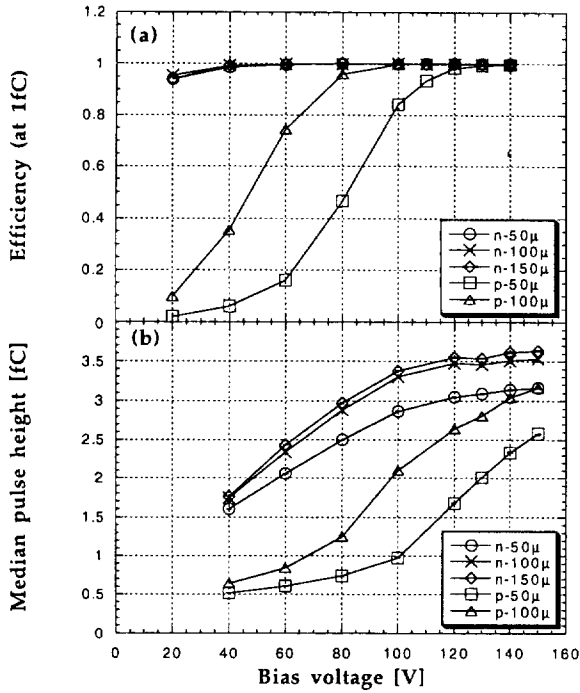 (a)
Efficiency (at 1fC)
1.2
1
0.8
0.6
0.4
0.2
0
n-50µ
n-100µ
n-150µ
p-50µ
p-100µ
(b)
Median pulse height [fC]
3.5
3
2.5
2
1.5
1
0.5
0
n-50µ
n-100µ
n-150µ
p-50µ
p-100µ
0 20 40 60 80 100 120 140 160
Bias voltage [V]